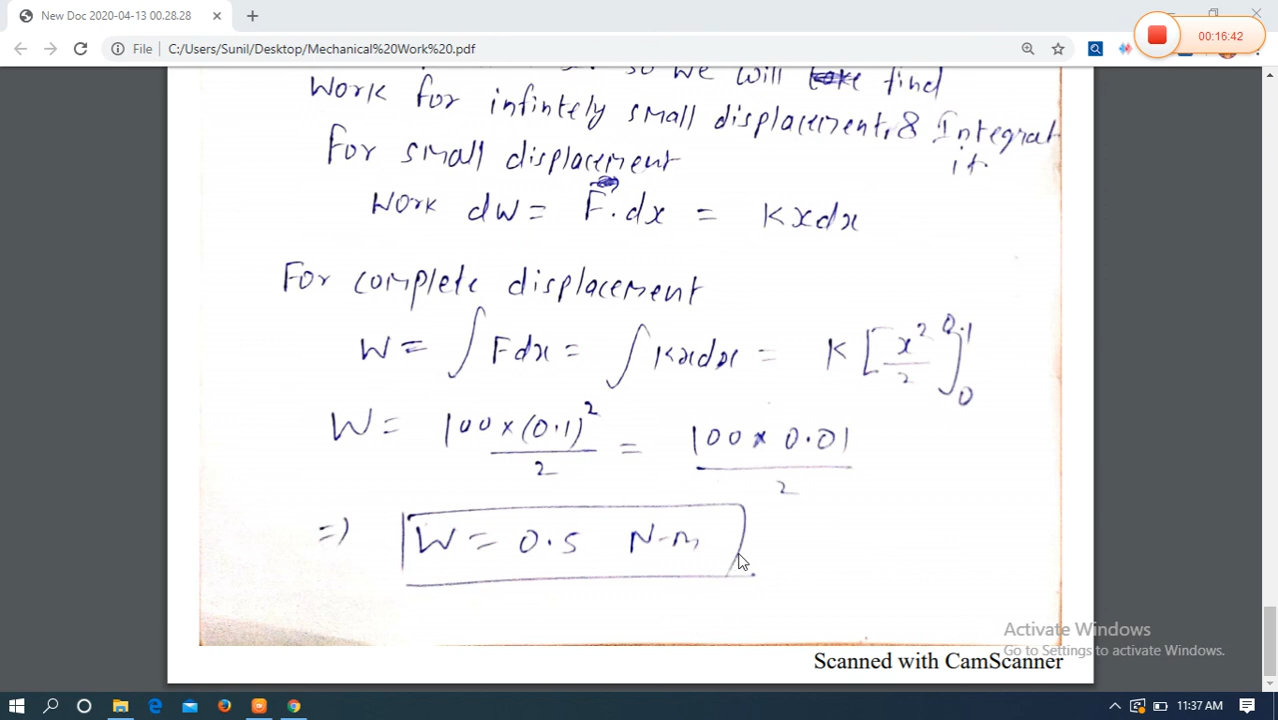 New Doc 2020-04-13 00.28.28
00:16:42
File | C:/Users/Sunil/Desktop/Mechanical%20Work%20.pdf
so we will find
Work for infintely small displacement, & Integrat
it
For small displacement
Work dW = F. dx = Kxdx
For complete displacement
W = ∫ Fdx = ∫ Kxdx = K [x²/2]₀^0.1
W = 100 × (0.1)²/2 = 100 × 0.01/2
=) W = 0.5 N-m
Activate Windows
Go to Settings to activate Windows.
Scanned with CamScanner
11:37 AM